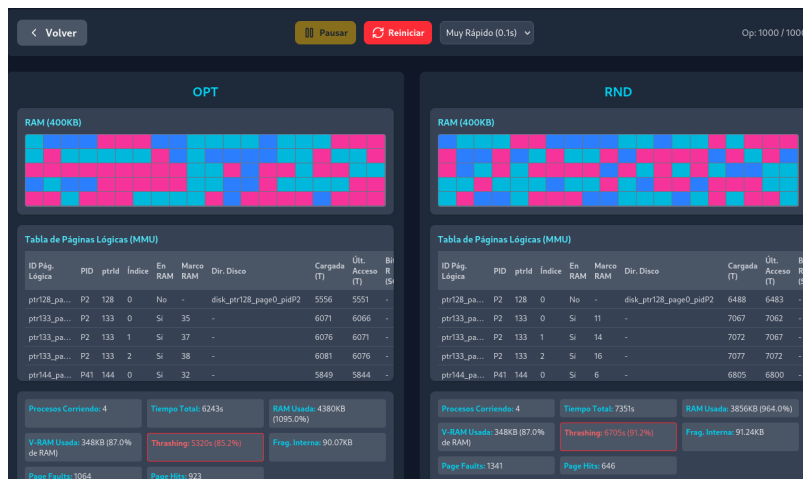 Volver
Pausar
Reiniciar
Muy Rápido (0.1s)
Op: 1000 / 1000
OPT
RAM (400KB)
Tabla de Páginas Lógicas (MMU)
ID Pág. Lógica PID ptrId Índice En RAM Marco RAM Dir. Disco Cargada (T) Últ. Acceso (T) Bit R
ptr128_pa... P2 128 0 No - disk_ptr128_page0_pidP2 5556 5551 -
ptr133_pa... P2 133 0 Sí 35 - 6071 6066 -
ptr133_pa... P2 133 1 Sí 37 - 6076 6071 -
ptr133_pa... P2 133 2 Sí 38 - 6081 6076 -
ptr144_pa... P41 144 0 Sí 32 - 5849 5844 -
Procesos Corriendo: 4
Tiempo Total: 6243s
RAM Usada: 4380KB
(1095.0%)
V-RAM Usada: 348KB (87.0%
de RAM)
Thrashing: 5320s (85.2%)
Frag. Interna: 90.07KB
Page Faults: 1064
Page Hits: 923
RND
RAM (400KB)
Tabla de Páginas Lógicas (MMU)
ID Pág. Lógica PID ptrId Índice En RAM Marco RAM Dir. Disco Cargada (T) Últ. Acceso (T)
ptr128_pa... P2 128 0 No - disk_ptr128_page0_pidP2 6488 6483 -
ptr133_pa... P2 133 0 Sí 11 - 7067 7062 -
ptr133_pa... P2 133 1 Sí 14 - 7072 7067 -
ptr133_pa... P2 133 2 Sí 16 - 7077 7072 -
ptr144_pa... P41 144 0 Sí 6 - 6805 6800 -
Procesos Corriendo: 4
Tiempo Total: 7351s
RAM Usada: 3856KB (964.0%)
V-RAM Usada: 348KB (87.0%
de RAM)
Thrashing: 6705s (91.2%)
Frag. Interna: 91.24KB
Page Faults: 1341
Page Hits: 646